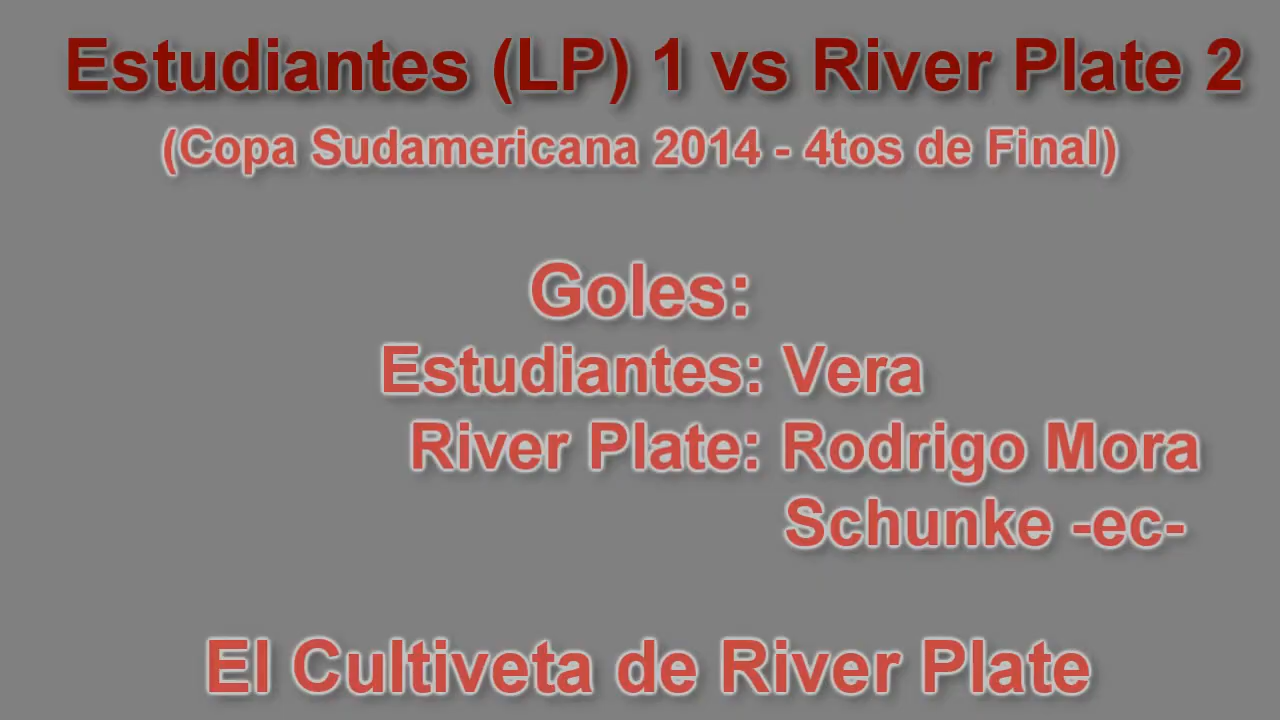 Estudiantes (LP) 1 vs River Plate 2
(Copa Sudamericana 2014 - 4tos de Final)
Goles:
Estudiantes: Vera
River Plate: Rodrigo Mora
Schunke -ec-
El Cultiveta de River Plate